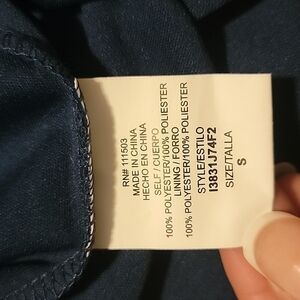 RN# 111503
MADE IN CHINA
HECHO EN CHINA
SELF / CUERPO
100% POLYESTER/100% POLIESTER
LINING / FORRO
100% POLYESTER/100% POLIESTER
STYLE/ESTILO
I3831J74F2
SIZE/TALLA
S